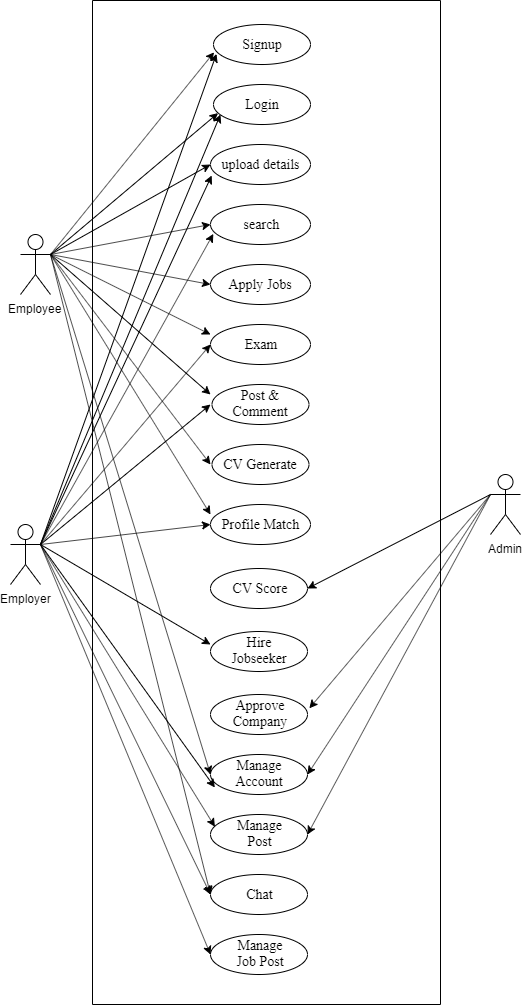 Signup
Login
upload details
search
Employee
Apply Jobs
Exam
Post &
Comment
CV Generate
Profile Match
Admin
CV Score
Employer
Hire
Jobseeker
Approve
Company
Manage
Account
Manage
Post
Chat
Manage
Job Post